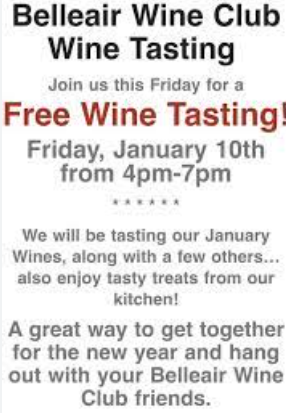 Belleair Wine Club
Wine Tasting
Join us this Friday for a
Free Wine Tasting!
Friday, January 10th
from 4pm-7pm
* * * * * *
We will be tasting our January
Wines, along with a few others...
also enjoy tasty treats from our
kitchen!
A great way to get together
for the new year and hang
out with your Belleair Wine
Club friends.